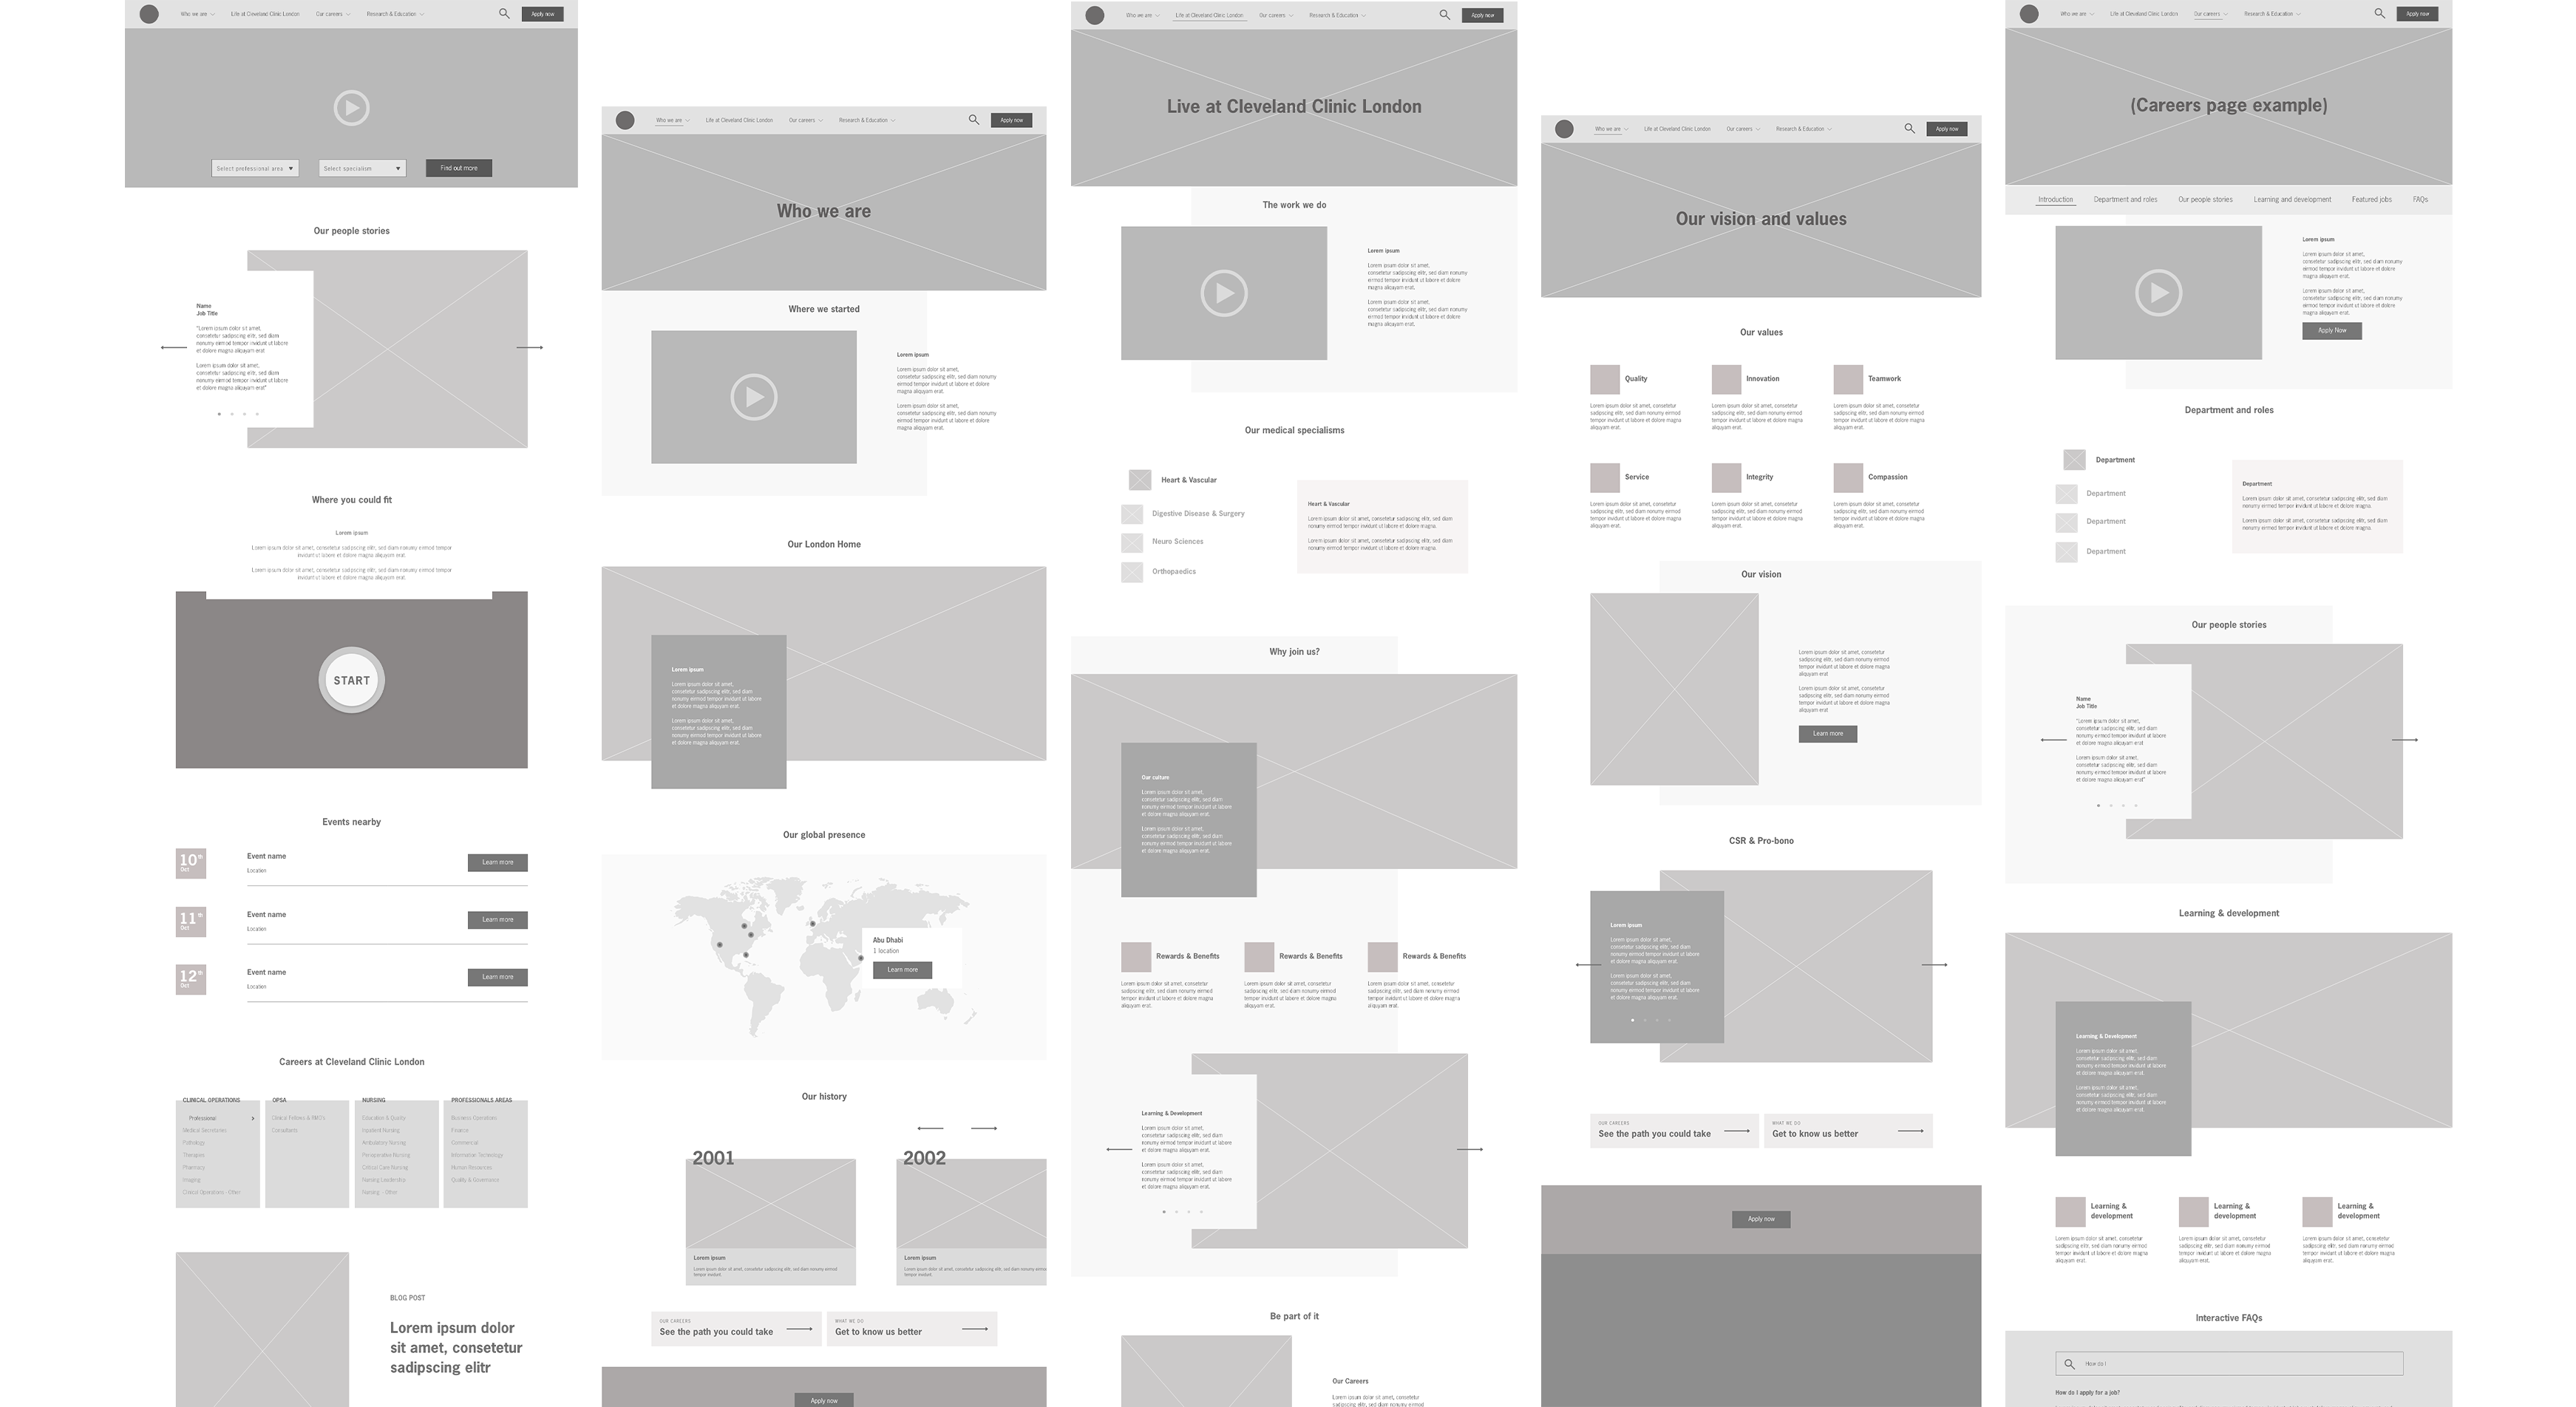 Who we are
Life at Cleveland Clinic London
Our careers
Research & Education
Apply now
Select professional area
Select specialism
Find out more
Our people stories
Name
Job Title
"Lorem ipsum dolor sit amet,
consetetur sadipscing elitr, sed diam
nonumy eirmod tempor invidunt ut labore
et dolore magna aliquyam erat
Lorem ipsum dolor sit amet,
consetetur sadipscing elitr, sed diam
nonumy eirmod tempor invidunt ut labore
et dolore magna aliquyam erat"
Where you could fit
Lorem ipsum
Lorem ipsum dolor sit amet, consetetur sadipscing elitr, sed diam nonumy eirmod tempor
invidunt ut labore et dolore magna aliquyam erat.
Lorem ipsum dolor sit amet, consetetur sadipscing elitr, sed diam nonumy eirmod tempor
invidunt ut labore et dolore magna aliquyam erat.
START
Events nearby
10th
Oct
Event name
Location
Learn more
11th
Oct
Event name
Location
Learn more
12th
Oct
Event name
Location
Learn more
Careers at Cleveland Clinic London
CLINICAL OPERATIONS
Professional
Medical Secretaries
Pathology
Therapies
Pharmacy
Imaging
Clinical Operations - Other
OPSA
Clinical Fellows & RMO's
Consultants
NURSING
Education & Quality
Inpatient Nursing
Ambulatory Nursing
Perioperative Nursing
Critical Care Nursing
Nursing Leadership
Nursing - Other
PROFESSIONALS AREAS
Business Operations
Finance
Commercial
Information Technology
Human Resources
Quality & Governance
BLOG POST
Lorem ipsum dolor
sit amet, consetetur
sadipscing elitr
Who we are
Life at Cleveland Clinic London
Our careers
Research & Education
Apply now
Who we are
Where we started
Lorem ipsum
Lorem ipsum dolor sit amet,
consetetur sadipscing elitr, sed diam nonumy
eirmod tempor invidunt ut labore et dolore
magna aliquyam erat.
Lorem ipsum dolor sit amet,
consetetur sadipscing elitr, sed diam nonumy
eirmod tempor invidunt ut labore et dolore
magna aliquyam erat.
Our London Home
Lorem ipsum
Lorem ipsum dolor sit amet,
consetetur sadipscing elitr, sed diam
nonumy eirmod tempor invidunt ut labore
et dolore magna aliquyam erat.
Lorem ipsum dolor sit amet,
consetetur sadipscing elitr, sed diam
nonumy eirmod tempor invidunt ut labore
et dolore magna aliquyam erat.
Our global presence
Abu Dhabi
1 location
Learn more
Our history
2001
Lorem ipsum
Lorem ipsum dolor sit amet, consetetur sadipscing elitr, sed diam nonumy eirmod
tempor invidunt.
2002
Lorem ipsum
Lorem ipsum dolor sit amet, consetetur sadipscing elitr, sed diam nonumy eirmod
tempor invidunt.
OUR CAREERS
See the path you could take
WHAT WE DO
Get to know us better
Apply now
Who we are
Life at Cleveland Clinic London
Our careers
Research & Education
Apply now
Live at Cleveland Clinic London
The work we do
Lorem ipsum
Lorem ipsum dolor sit amet,
consetetur sadipscing elitr, sed diam nonumy
eirmod tempor invidunt ut labore et dolore
magna aliquyam erat.
Lorem ipsum dolor sit amet,
consetetur sadipscing elitr, sed diam nonumy
eirmod tempor invidunt ut labore et dolore
magna aliquyam erat.
Our medical specialisms
Heart & Vascular
Digestive Disease & Surgery
Neuro Sciences
Orthopaedics
Heart & Vascular
Lorem ipsum dolor sit amet, consetetur sadipscing elitr, sed diam
nonumy eirmod tempor invidunt ut labore et dolore magna.
Lorem ipsum dolor sit amet, consetetur sadipscing elitr, sed diam
nonumy eirmod tempor invidunt ut labore et dolore magna.
Why join us?
Our culture
Lorem ipsum dolor sit amet,
consetetur sadipscing elitr, sed diam
nonumy eirmod tempor invidunt ut labore
et dolore magna aliquyam erat.
Lorem ipsum dolor sit amet,
consetetur sadipscing elitr, sed diam
nonumy eirmod tempor invidunt ut labore
et dolore magna aliquyam erat.
Rewards & Benefits
Lorem ipsum dolor sit amet, consetetur
sadipscing elitr, sed diam nonumy eirmod
tempor invidunt ut labore et dolore magna
aliquyam erat.
Rewards & Benefits
Lorem ipsum dolor sit amet, consetetur
sadipscing elitr, sed diam nonumy eirmod
tempor invidunt ut labore et dolore magna
aliquyam erat.
Rewards & Benefits
Lorem ipsum dolor sit amet, consetetur
sadipscing elitr, sed diam nonumy eirmod
tempor invidunt ut labore et dolore magna
aliquyam erat.
Learning & Development
Lorem ipsum dolor sit amet,
consetetur sadipscing elitr, sed diam
nonumy eirmod tempor invidunt ut labore
et dolore magna aliquyam erat.
Lorem ipsum dolor sit amet,
consetetur sadipscing elitr, sed diam
nonumy eirmod tempor invidunt ut labore
et dolore magna aliquyam erat.
Be part of it
Our Careers
Lorem ipsum dolor sit amet, consetetur
Who we are
Life at Cleveland Clinic London
Our careers
Research & Education
Apply now
Our vision and values
Our values
Quality
Lorem ipsum dolor sit amet, consetetur
sadipscing elitr, sed diam nonumy eirmod
tempor invidunt ut labore et dolore magna
aliquyam erat.
Innovation
Lorem ipsum dolor sit amet, consetetur
sadipscing elitr, sed diam nonumy eirmod
tempor invidunt ut labore et dolore magna
aliquyam erat.
Teamwork
Lorem ipsum dolor sit amet, consetetur
sadipscing elitr, sed diam nonumy eirmod
tempor invidunt ut labore et dolore magna
aliquyam erat.
Service
Lorem ipsum dolor sit amet, consetetur
sadipscing elitr, sed diam nonumy eirmod
tempor invidunt ut labore et dolore magna
aliquyam erat.
Integrity
Lorem ipsum dolor sit amet, consetetur
sadipscing elitr, sed diam nonumy eirmod
tempor invidunt ut labore et dolore magna
aliquyam erat.
Compassion
Lorem ipsum dolor sit amet, consetetur
sadipscing elitr, sed diam nonumy eirmod
tempor invidunt ut labore et dolore magna
aliquyam erat.
Our vision
Lorem ipsum dolor sit amet, consetetur
sadipscing elitr, sed diam nonumy eirmod
tempor invidunt ut labore et dolore magna
aliquyam erat
Lorem ipsum dolor sit amet, consetetur
sadipscing elitr, sed diam nonumy eirmod
tempor invidunt ut labore et dolore magna
aliquyam erat
Learn more
CSR & Pro-bono
Lorem ipsum
Lorem ipsum dolor sit amet,
consetetur sadipscing elitr, sed diam
nonumy eirmod tempor invidunt ut labore
et dolore magna aliquyam erat.
Lorem ipsum dolor sit amet,
consetetur sadipscing elitr, sed diam
nonumy eirmod tempor invidunt ut labore
et dolore magna aliquyam erat.
OUR CAREERS
See the path you could take
WHAT WE DO
Get to know us better
Apply now
Who we are
Life at Cleveland Clinic London
Our careers
Research & Education
Apply now
(Careers page example)
Introduction
Department and roles
Our people stories
Learning and development
Featured jobs
FAQs
Lorem ipsum
Lorem ipsum dolor sit amet,
consetetur sadipscing elitr, sed diam nonumy
eirmod tempor invidunt ut labore et dolore
magna aliquyam erat.
Lorem ipsum dolor sit amet,
consetetur sadipscing elitr, sed diam nonumy
eirmod tempor invidunt ut labore et dolore
magna aliquyam erat.
Apply Now
Department and roles
Department
Department
Department
Department
Department
Lorem ipsum dolor sit amet, consetetur sadipscing elitr, sed diam
nonumy eirmod tempor invidunt ut labore et dolore magna.
Lorem ipsum dolor sit amet, consetetur sadipscing elitr, sed diam
nonumy eirmod tempor invidunt ut labore et dolore magna.
Our people stories
Name
Job Title
"Lorem ipsum dolor sit amet,
consetetur sadipscing elitr, sed diam
nonumy eirmod tempor invidunt ut labore
et dolore magna aliquyam erat
Lorem ipsum dolor sit amet,
consetetur sadipscing elitr, sed diam
nonumy eirmod tempor invidunt ut labore
et dolore magna aliquyam erat"
Learning & development
Learning & Development
Lorem ipsum dolor sit amet,
consetetur sadipscing elitr, sed diam
nonumy eirmod tempor invidunt ut labore
et dolore magna aliquyam erat.
Lorem ipsum dolor sit amet,
consetetur sadipscing elitr, sed diam
nonumy eirmod tempor invidunt ut labore
et dolore magna aliquyam erat.
Learning &
development
Lorem ipsum dolor sit amet, consetetur
sadipscing elitr, sed diam nonumy eirmod
tempor invidunt ut labore et dolore magna
aliquyam erat.
Learning &
development
Lorem ipsum dolor sit amet, consetetur
sadipscing elitr, sed diam nonumy eirmod
tempor invidunt ut labore et dolore magna
aliquyam erat.
Learning &
development
Lorem ipsum dolor sit amet, consetetur
sadipscing elitr, sed diam nonumy eirmod
tempor invidunt ut labore et dolore magna
aliquyam erat.
Interactive FAQs
How do I
How do I apply for a job?